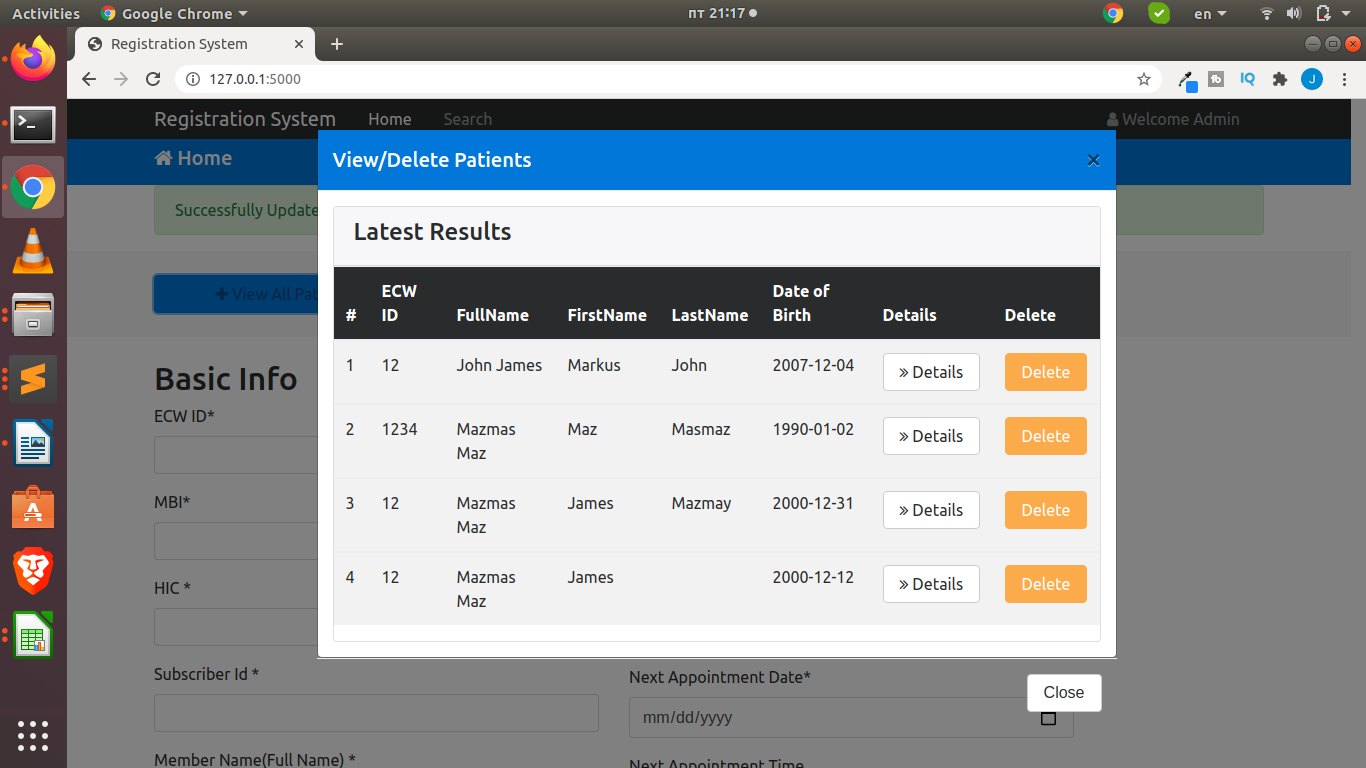 Activities Google Chrome пт 21:17 en
Registration System
127.0.0.1:5000 J
Registration System Home Search Welcome Admin
Home
View/Delete Patients ×
Successfully Update
View All Pat
Latest Results
# ECW ID FullName FirstName LastName Date of Birth Details Delete
1 12 John James Markus John 2007-12-04 » Details Delete
2 1234 Mazmas Maz Maz Masmaz 1990-01-02 » Details Delete
3 12 Mazmas Maz James Mazmay 2000-12-31 » Details Delete
4 12 Mazmas Maz James 2000-12-12 » Details Delete
Close
Basic Info
ECW ID*
MBI*
HIC *
Subscriber Id *
Next Appointment Date*
mm/dd/yyyy
Member Name(Full Name) *
Next Appointment Time